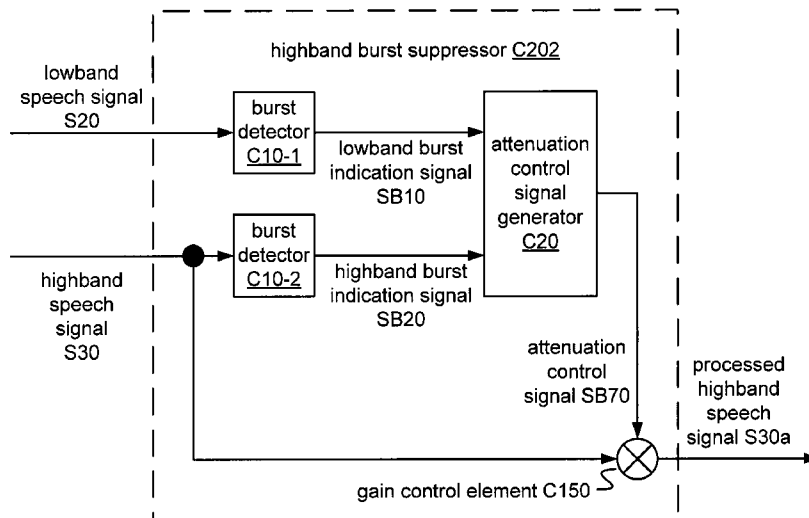 highband burst suppressor C202
lowband
speech signal
S20
burst
detector
C10-1
lowband burst
indication signal
SB10
attenuation
control
signal
generator
C20
highband
speech
signal
S30
burst
detector
C10-2
highband burst
indication signal
SB20
attenuation
control
signal SB70
processed
highband
speech
signal S30a
gain control element C150